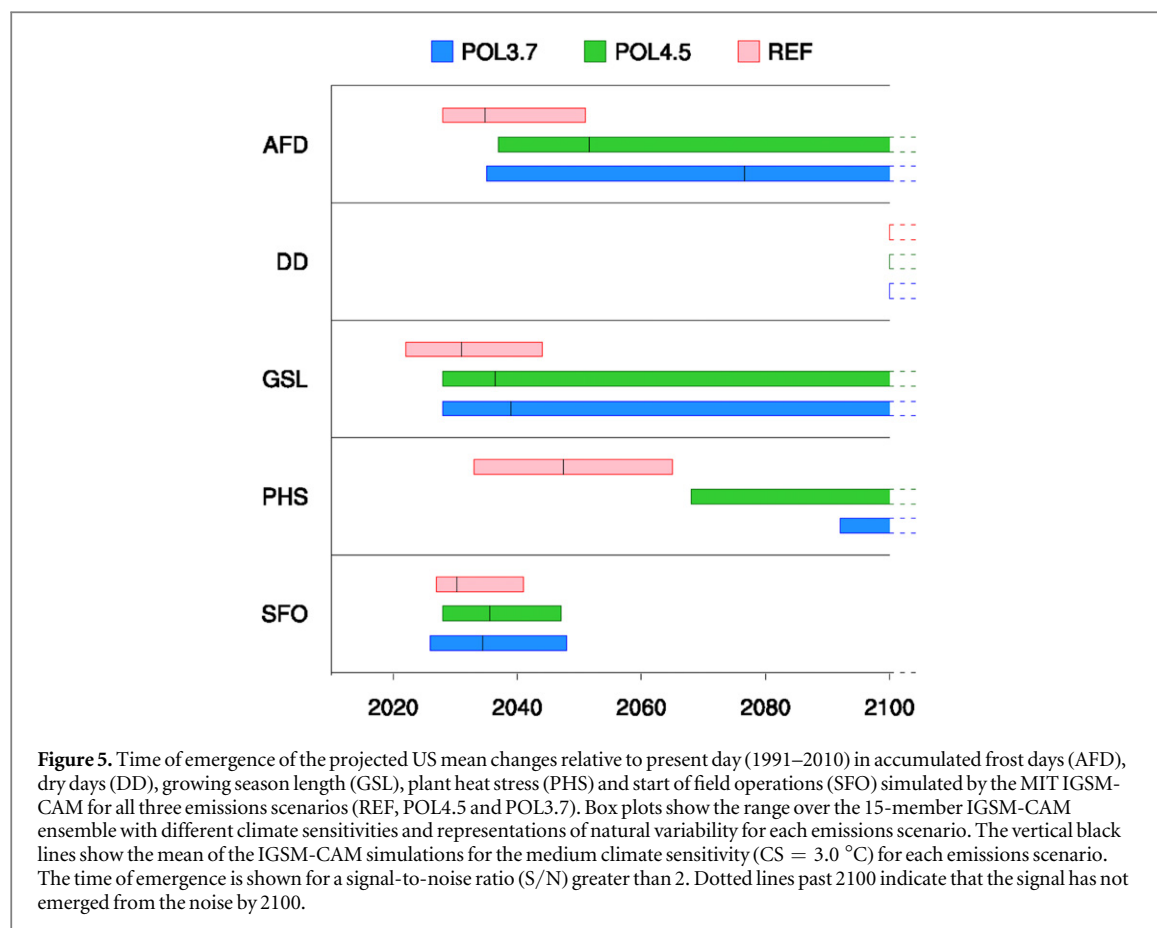 POL3.7 POL4.5 REF
AFD
DD
GSL
PHS
SFO
2020 2040 2060 2080 2100
Figure 5. Time of emergence of the projected US mean changes relative to present day (1991–2010) in accumulated frost days (AFD),
dry days (DD), growing season length (GSL), plant heat stress (PHS) and start of field operations (SFO) simulated by the MIT IGSM-
CAM for all three emissions scenarios (REF, POL4.5 and POL3.7). Box plots show the range over the 15-member IGSM-CAM
ensemble with different climate sensitivities and representations of natural variability for each emissions scenario. The vertical black
lines show the mean of the IGSM-CAM simulations for the medium climate sensitivity (CS = 3.0 °C) for each emissions scenario.
The time of emergence is shown for a signal-to-noise ratio (S/N) greater than 2. Dotted lines past 2100 indicate that the signal has not
emerged from the noise by 2100.